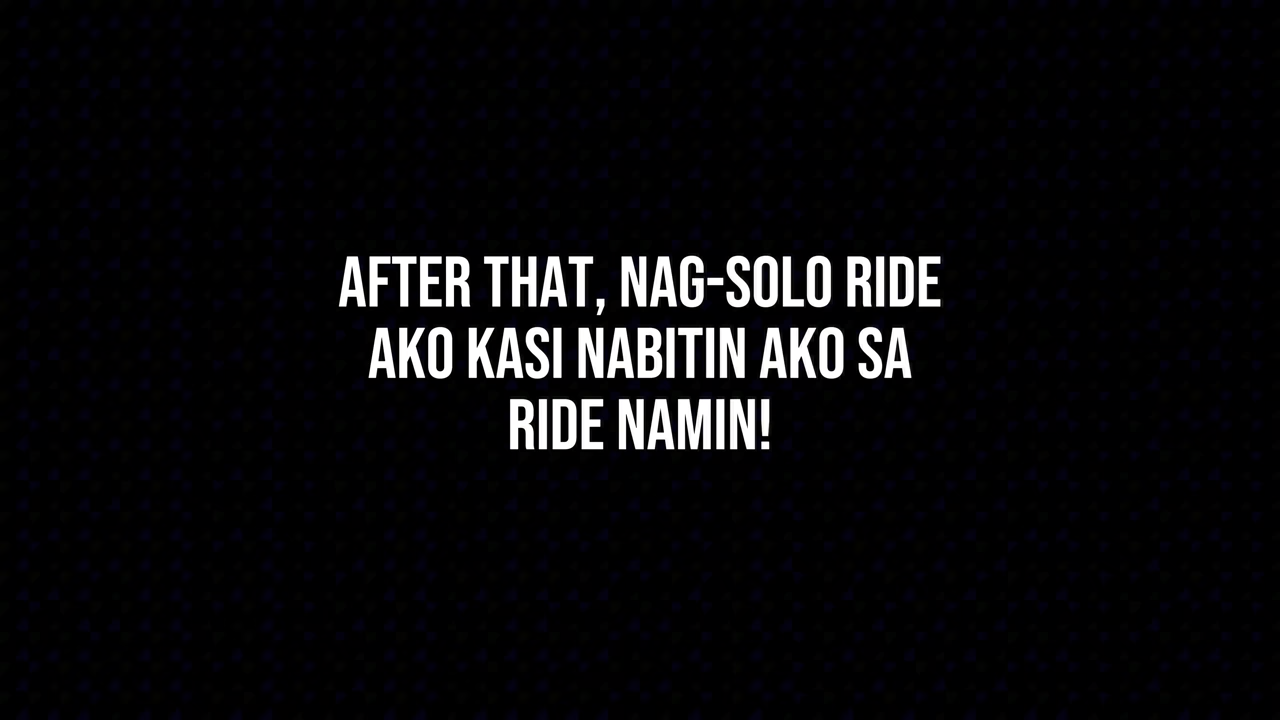 AFTER THAT, NAG-SOLO RIDE
AKO KASI NABITIN AKO SA
RIDE NAMIN!